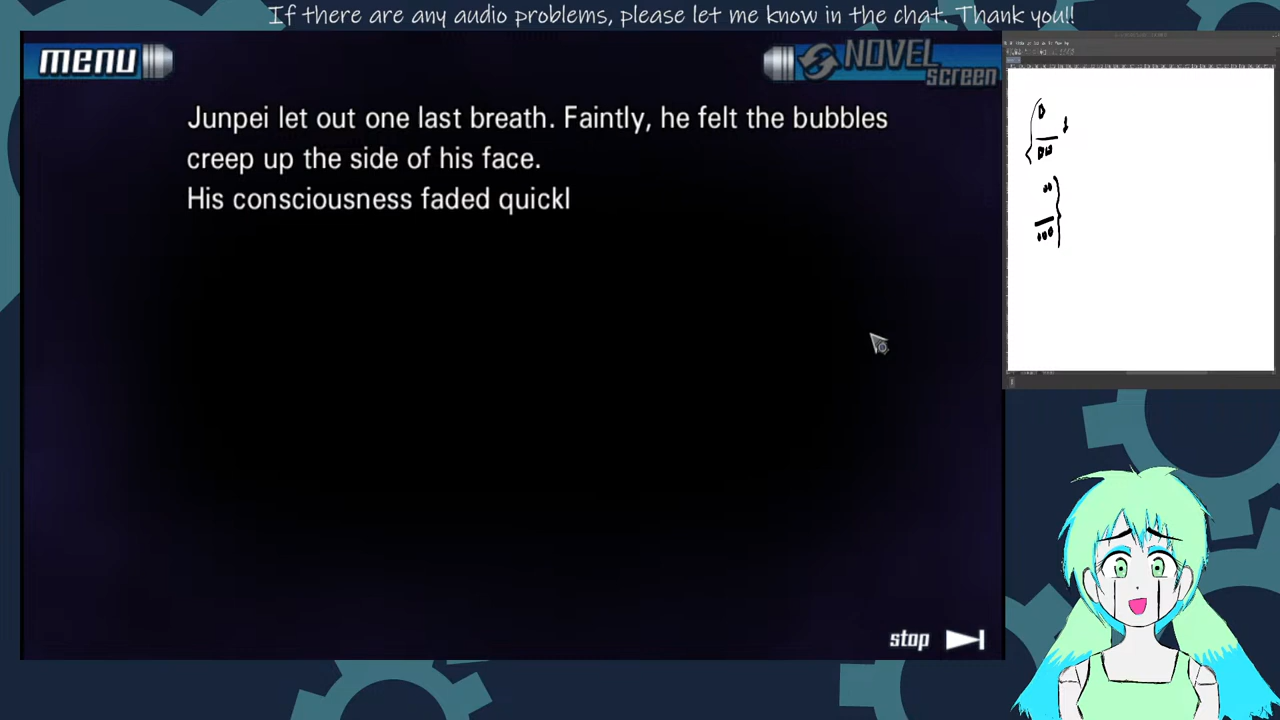 If there are any audio problems, please let me know in the chat. Thank you!!
menu
NOVEL
screen
Junpei let out one last breath. Faintly, he felt the bubbles
creep up the side of his face.
His consciousness faded quickl
stop